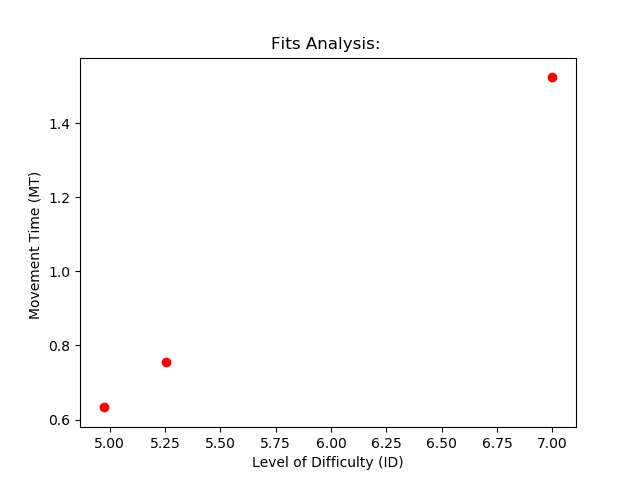 Fits Analysis:
Movement Time (MT)
1.4
1.2
1.0
0.8
0.6
5.00 5.25 5.50 5.75 6.00 6.25 6.50 6.75 7.00
Level of Difficulty (ID)